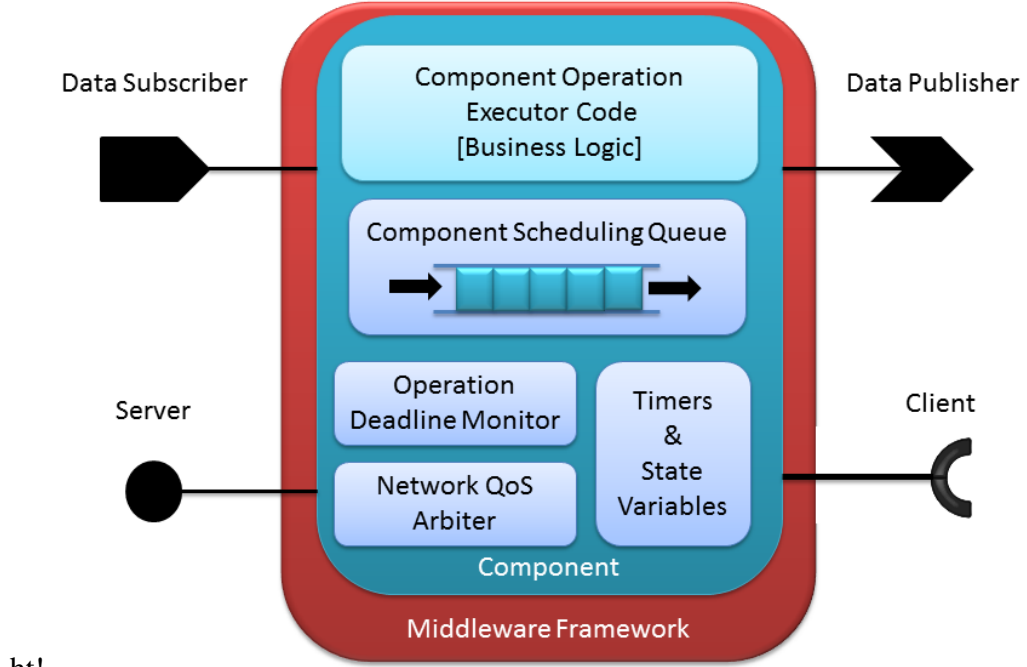 Data Subscriber
Data Publisher
Component Operation
Executor Code
[Business Logic]
Component Scheduling Queue
Server
Operation
Deadline Monitor
Network QoS
Arbiter
Timers
&
State
Variables
Client
Component
Middleware Framework
ht!